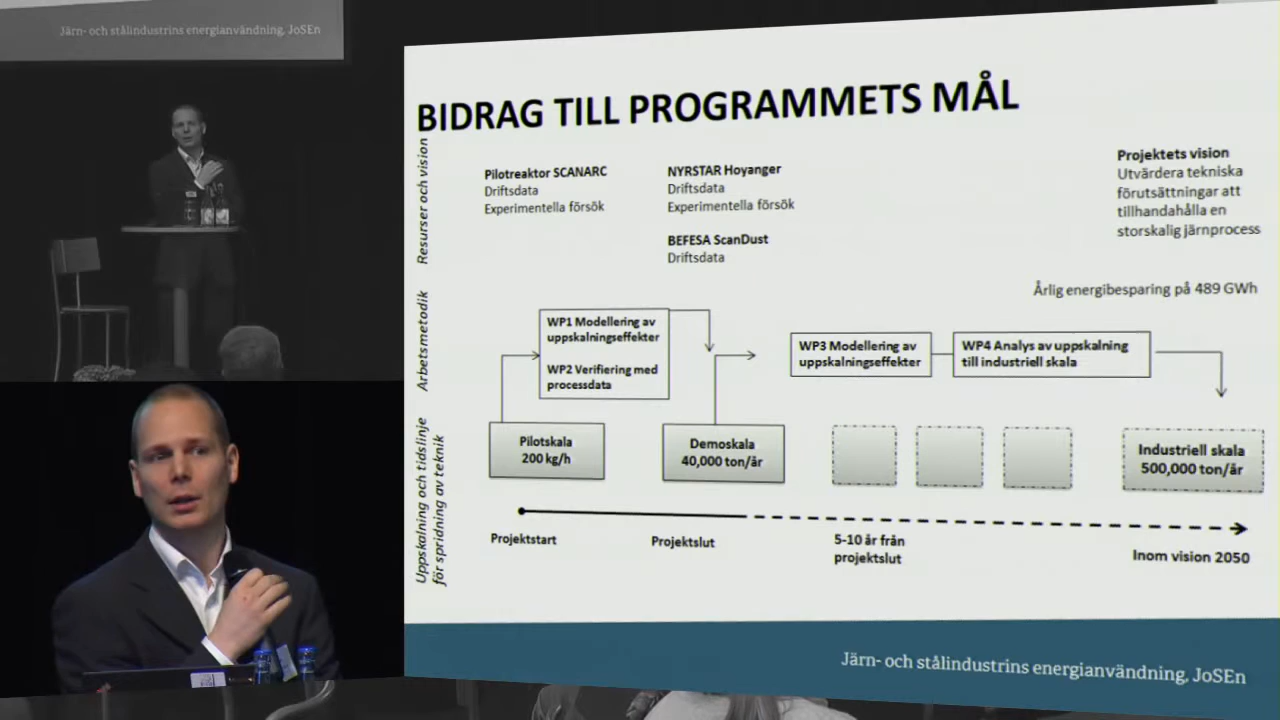 Järn- och stålindustrins energianvändning, JoSEn
BIDRAG TILL PROGRAMMETS MÅL
Resurser och vision
Pilotreaktor SCANARC
Driftsdata
Experimentella försök
NYRSTAR Hoyanger
Driftsdata
Experimentella försök
BEFESA ScanDust
Driftsdata
Projektets vision
Utvärdera tekniska
förutsättningar att
tillhandahålla en
storskalig järnprocess
Årlig energibesparing på 489 GWh
Arbetsmetodik
WP1 Modellering av
uppskalningseffekter
WP2 Verifiering med
processdata
WP3 Modellering av
uppskalningseffekter
WP4 Analys av uppskalning
till industriell skala
Uppskalning och tidslinje
för spridning av teknik
Pilotskala
200 kg/h
Demoskala
40,000 ton/år
Industriell skala
500,000 ton/år
Projektstart
Projektslut
5-10 år från
projektslut
Inom vision 2050
Järn- och stålindustrins energianvändning, JoSEn